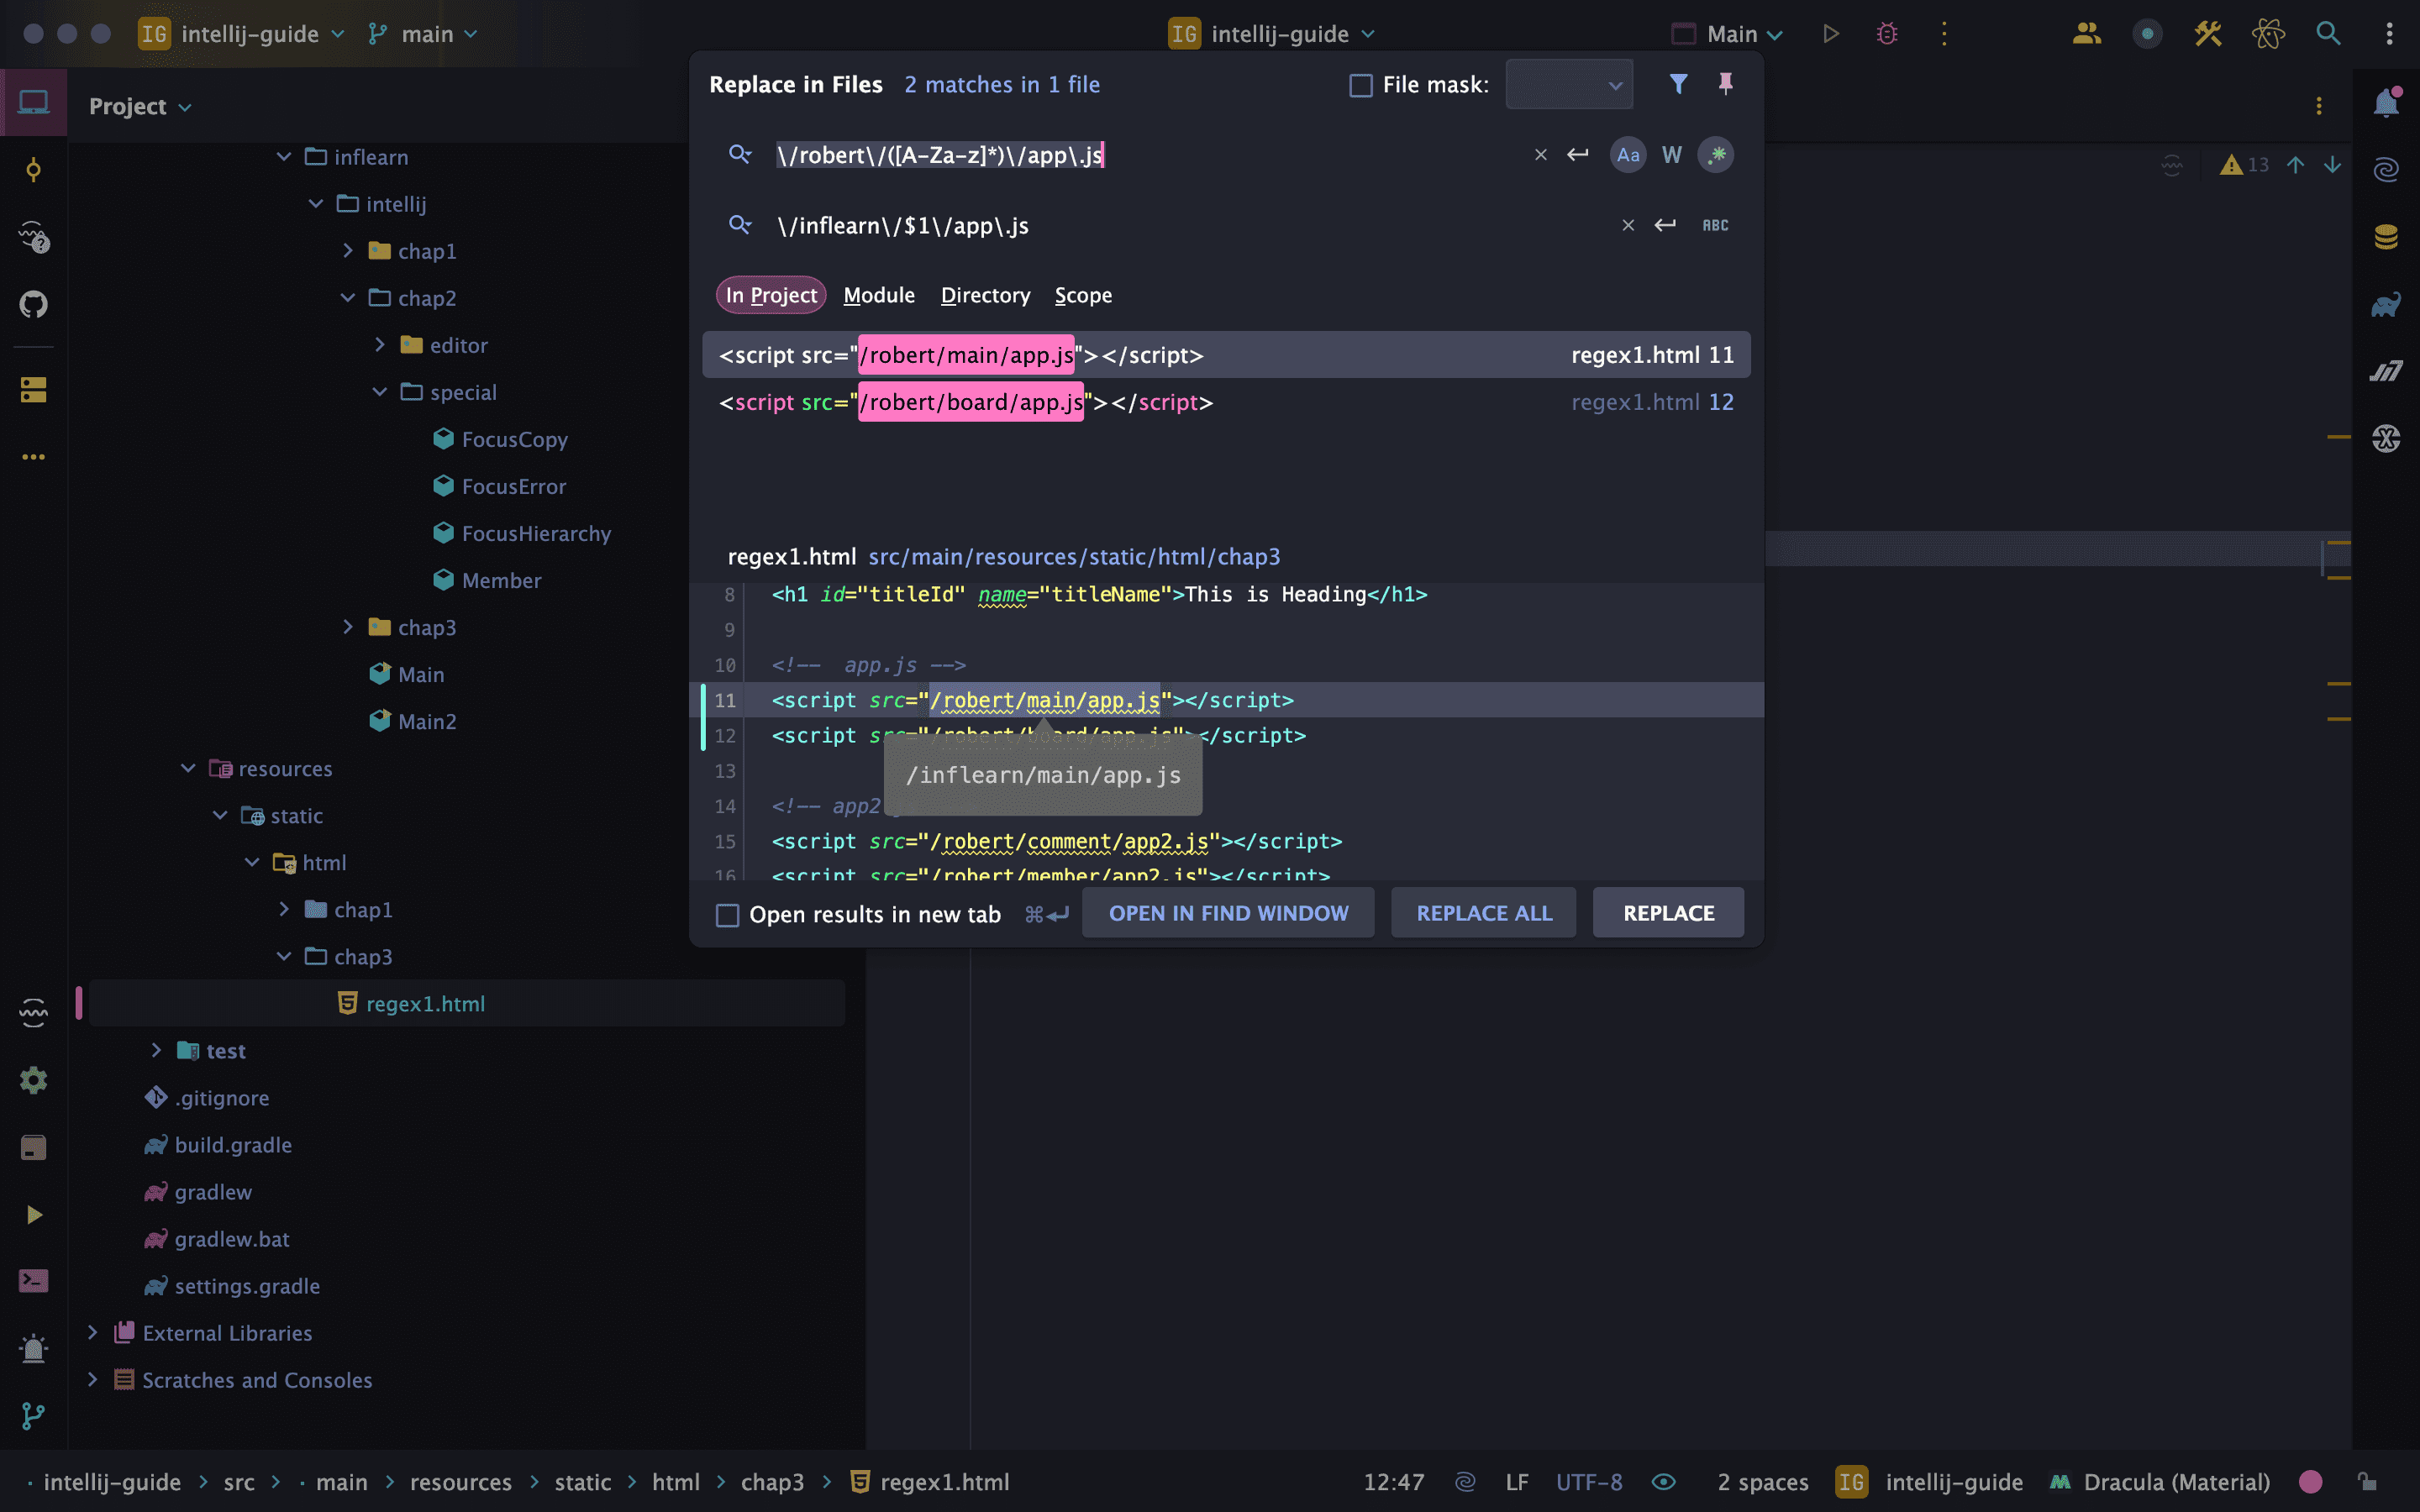 IG intellij-guide main
IG intellij-guide
Main
Project
inflearn
intellij
chap1
chap2
editor
special
FocusCopy
FocusError
FocusHierarchy
Member
chap3
Main
Main2
resources
static
html
chap1
chap3
regex1.html
test
.gitignore
build.gradle
gradlew
gradlew.bat
settings.gradle
External Libraries
Scratches and Consoles
Replace in Files 2 matches in 1 file File mask:
\/robert\/([A-Za-z]*)\/app\.js Aa W .*
\/inflearn\/$1\/app\.js ABC
In Project Module Directory Scope
<script src="/robert/main/app.js"></script> regex1.html 11
<script src="/robert/board/app.js"></script> regex1.html 12
regex1.html src/main/resources/static/html/chap3
8 <h1 id="titleId" name="titleName">This is Heading</h1>
9
10 <!-- app.js -->
11 <script src="/robert/main/app.js"></script>
12 <script src="/robert/board/app.js"></script>
/inflearn/main/app.js
13
14 <!-- app2
15 <script src="/robert/comment/app2.js"></script>
16 <script src="/robert/member/app2.js"></script>
Open results in new tab ⌘↵ OPEN IN FIND WINDOW REPLACE ALL REPLACE
13
intellij-guide > src > main > resources > static > html > chap3 > regex1.html
12:47 LF UTF-8 2 spaces IG intellij-guide Dracula (Material)